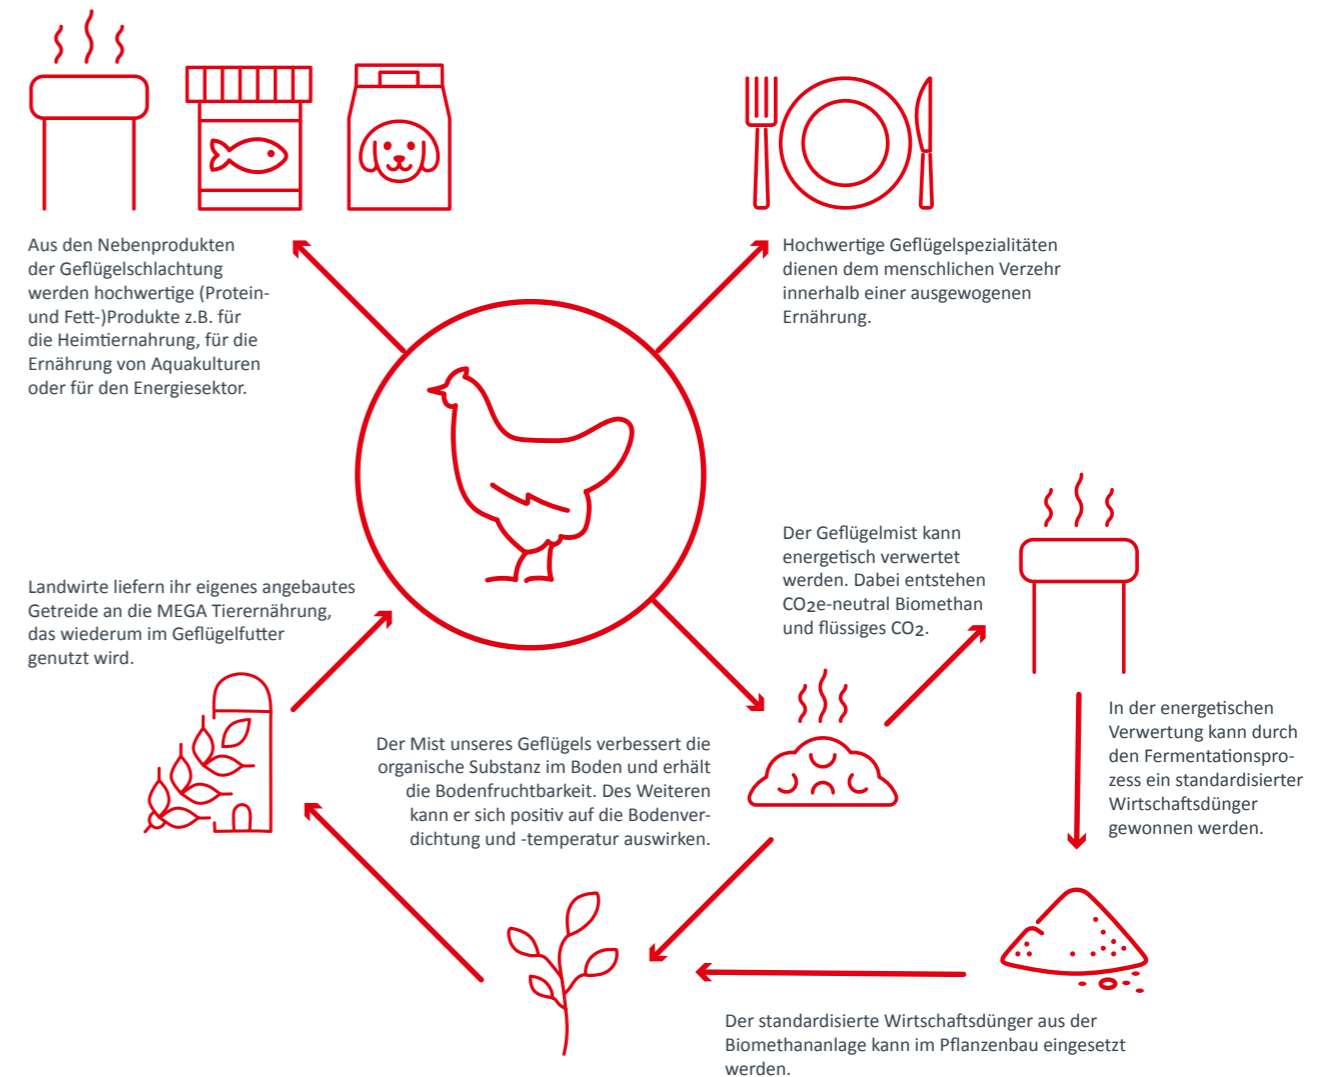 Aus den Nebenprodukten
der Geflügelschlachtung
werden hochwertige (Protein-
und Fett-)Produkte z.B. für
die Heimtiernahrung, für die
Ernährung von Aquakulturen
oder für den Energiesektor.
Hochwertige Geflügelspezialitäten
dienen dem menschlichen Verzehr
innerhalb einer ausgewogenen
Ernährung.
Der Geflügelmist kann
energetisch verwertet
werden. Dabei entstehen
CO2e-neutral Biomethan
und flüssiges CO2.
Landwirte liefern ihr eigenes angebautes
Getreide an die MEGA Tierernährung,
das wiederum im Geflügelfutter
genutzt wird.
In der energetischen
Verwertung kann durch
den Fermentationspro-
zess ein standardisierter
Wirtschaftsdünger
gewonnen werden.
Der Mist unseres Geflügels verbessert die
organische Substanz im Boden und erhält
die Bodenfruchtbarkeit. Des Weiteren
kann er sich positiv auf die Bodenver-
dichtung und -temperatur auswirken.
Der standardisierte Wirtschaftsdünger aus der
Biomethananlage kann im Pflanzenbau eingesetzt
werden.